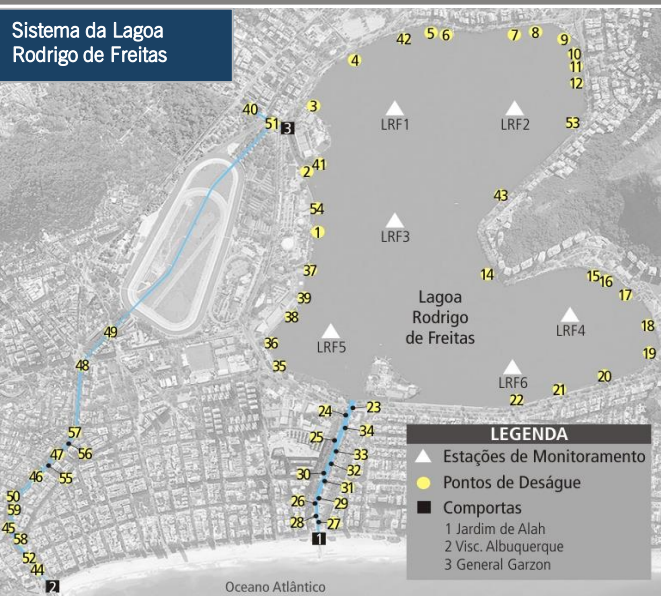 Sistema da Lagoa
Rodrigo de Freitas
42 5 6 7 8 9
4 10
11
12
40 3
51 3 LRF1 LRF2 53
41
2
54 43
1 LRF3
37 14 15 16
39 17
38
Lagoa
Rodrigo
de Freitas
LRF4 18
49 36 LRF5 19
48 35 LRF6 20
22 21
24 23
34
57 25
56 33
47 32
46 55 30
31
50 26 29
59
45 28 27
58
1
52
44
2
Oceano Atlântico
LEGENDA
Estações de Monitoramento
Pontos de Deságue
Comportas
1 Jardim de Alah
2 Visc. Albuquerque
3 General Garzon